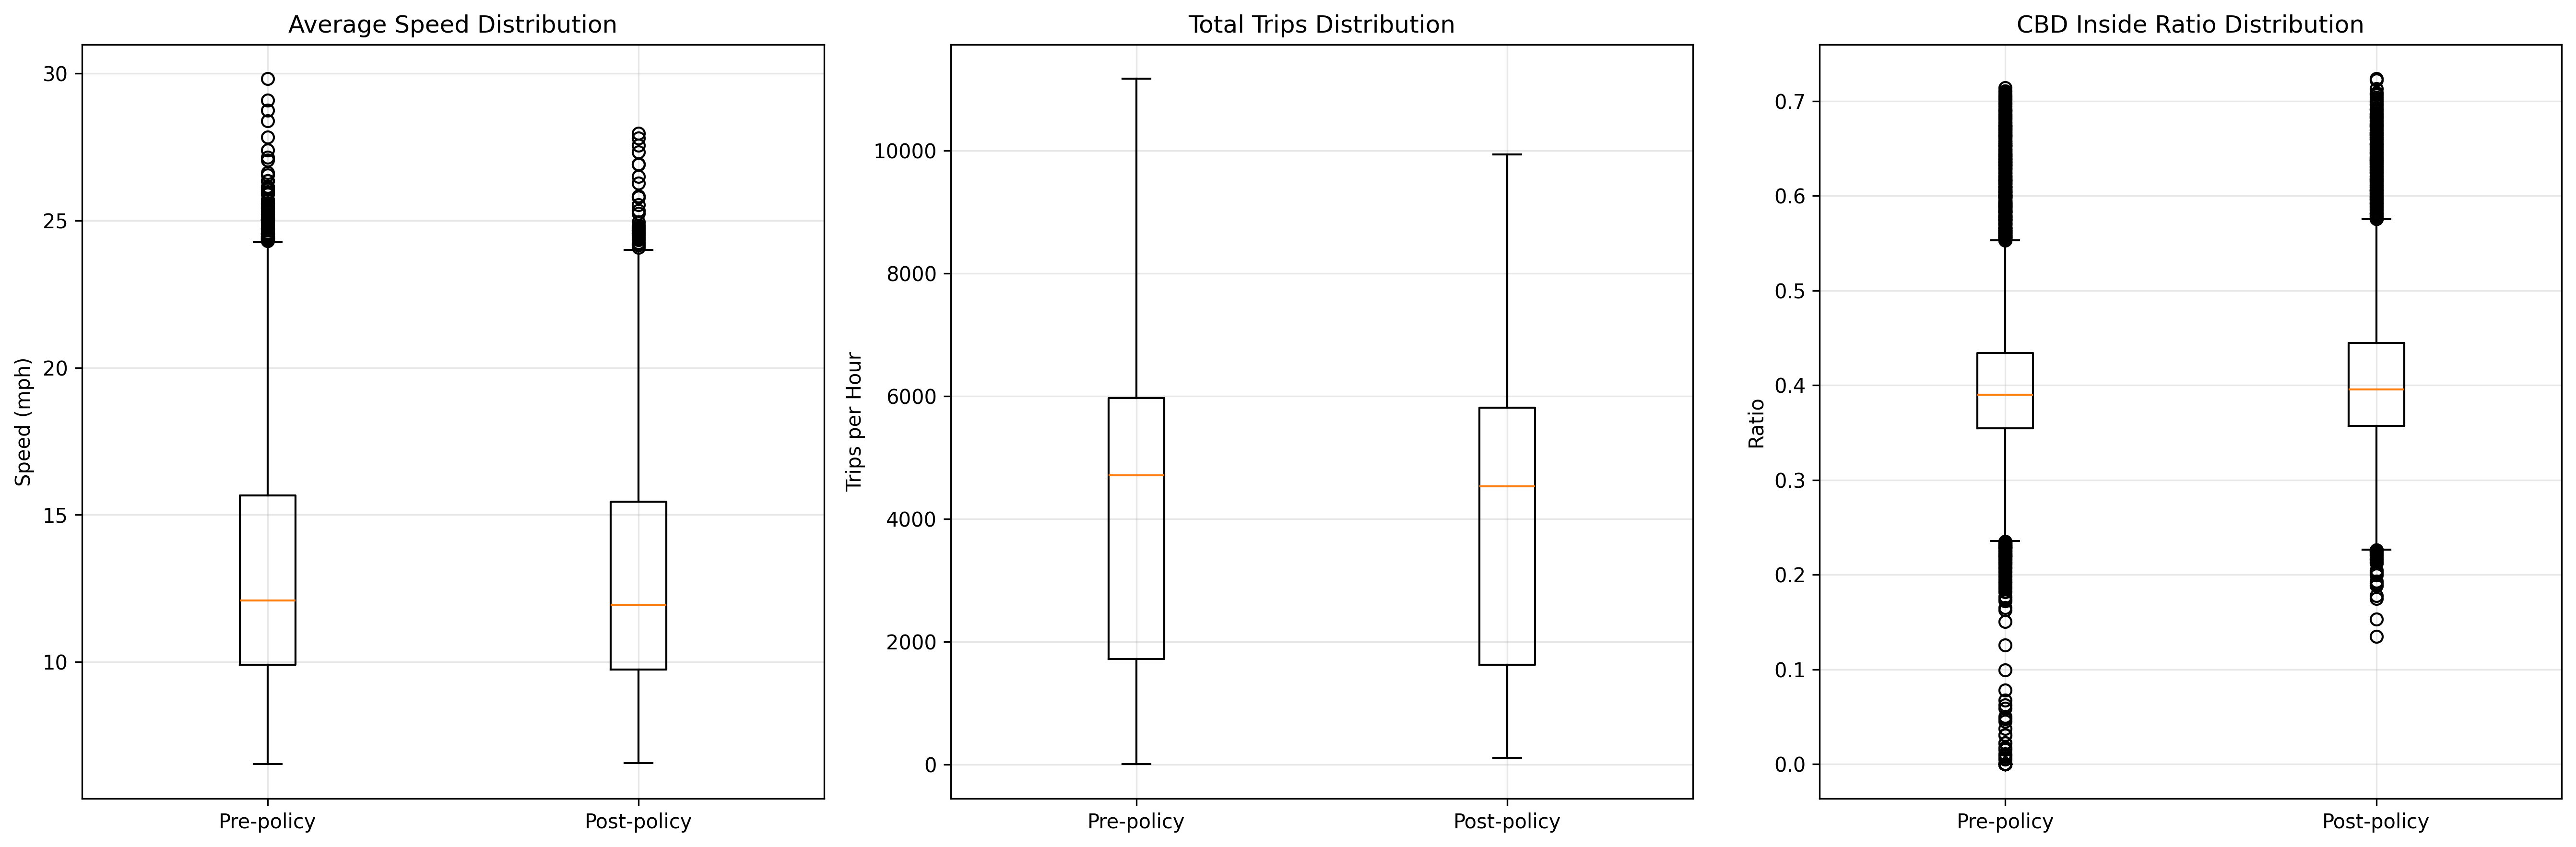 Average Speed Distribution
Speed (mph)
30
25
20
15
10
Pre-policy
Post-policy
Total Trips Distribution
Trips per Hour
10000
8000
6000
4000
2000
0
Pre-policy
Post-policy
CBD Inside Ratio Distribution
Ratio
0.7
0.6
0.5
0.4
0.3
0.2
0.1
0.0
Pre-policy
Post-policy